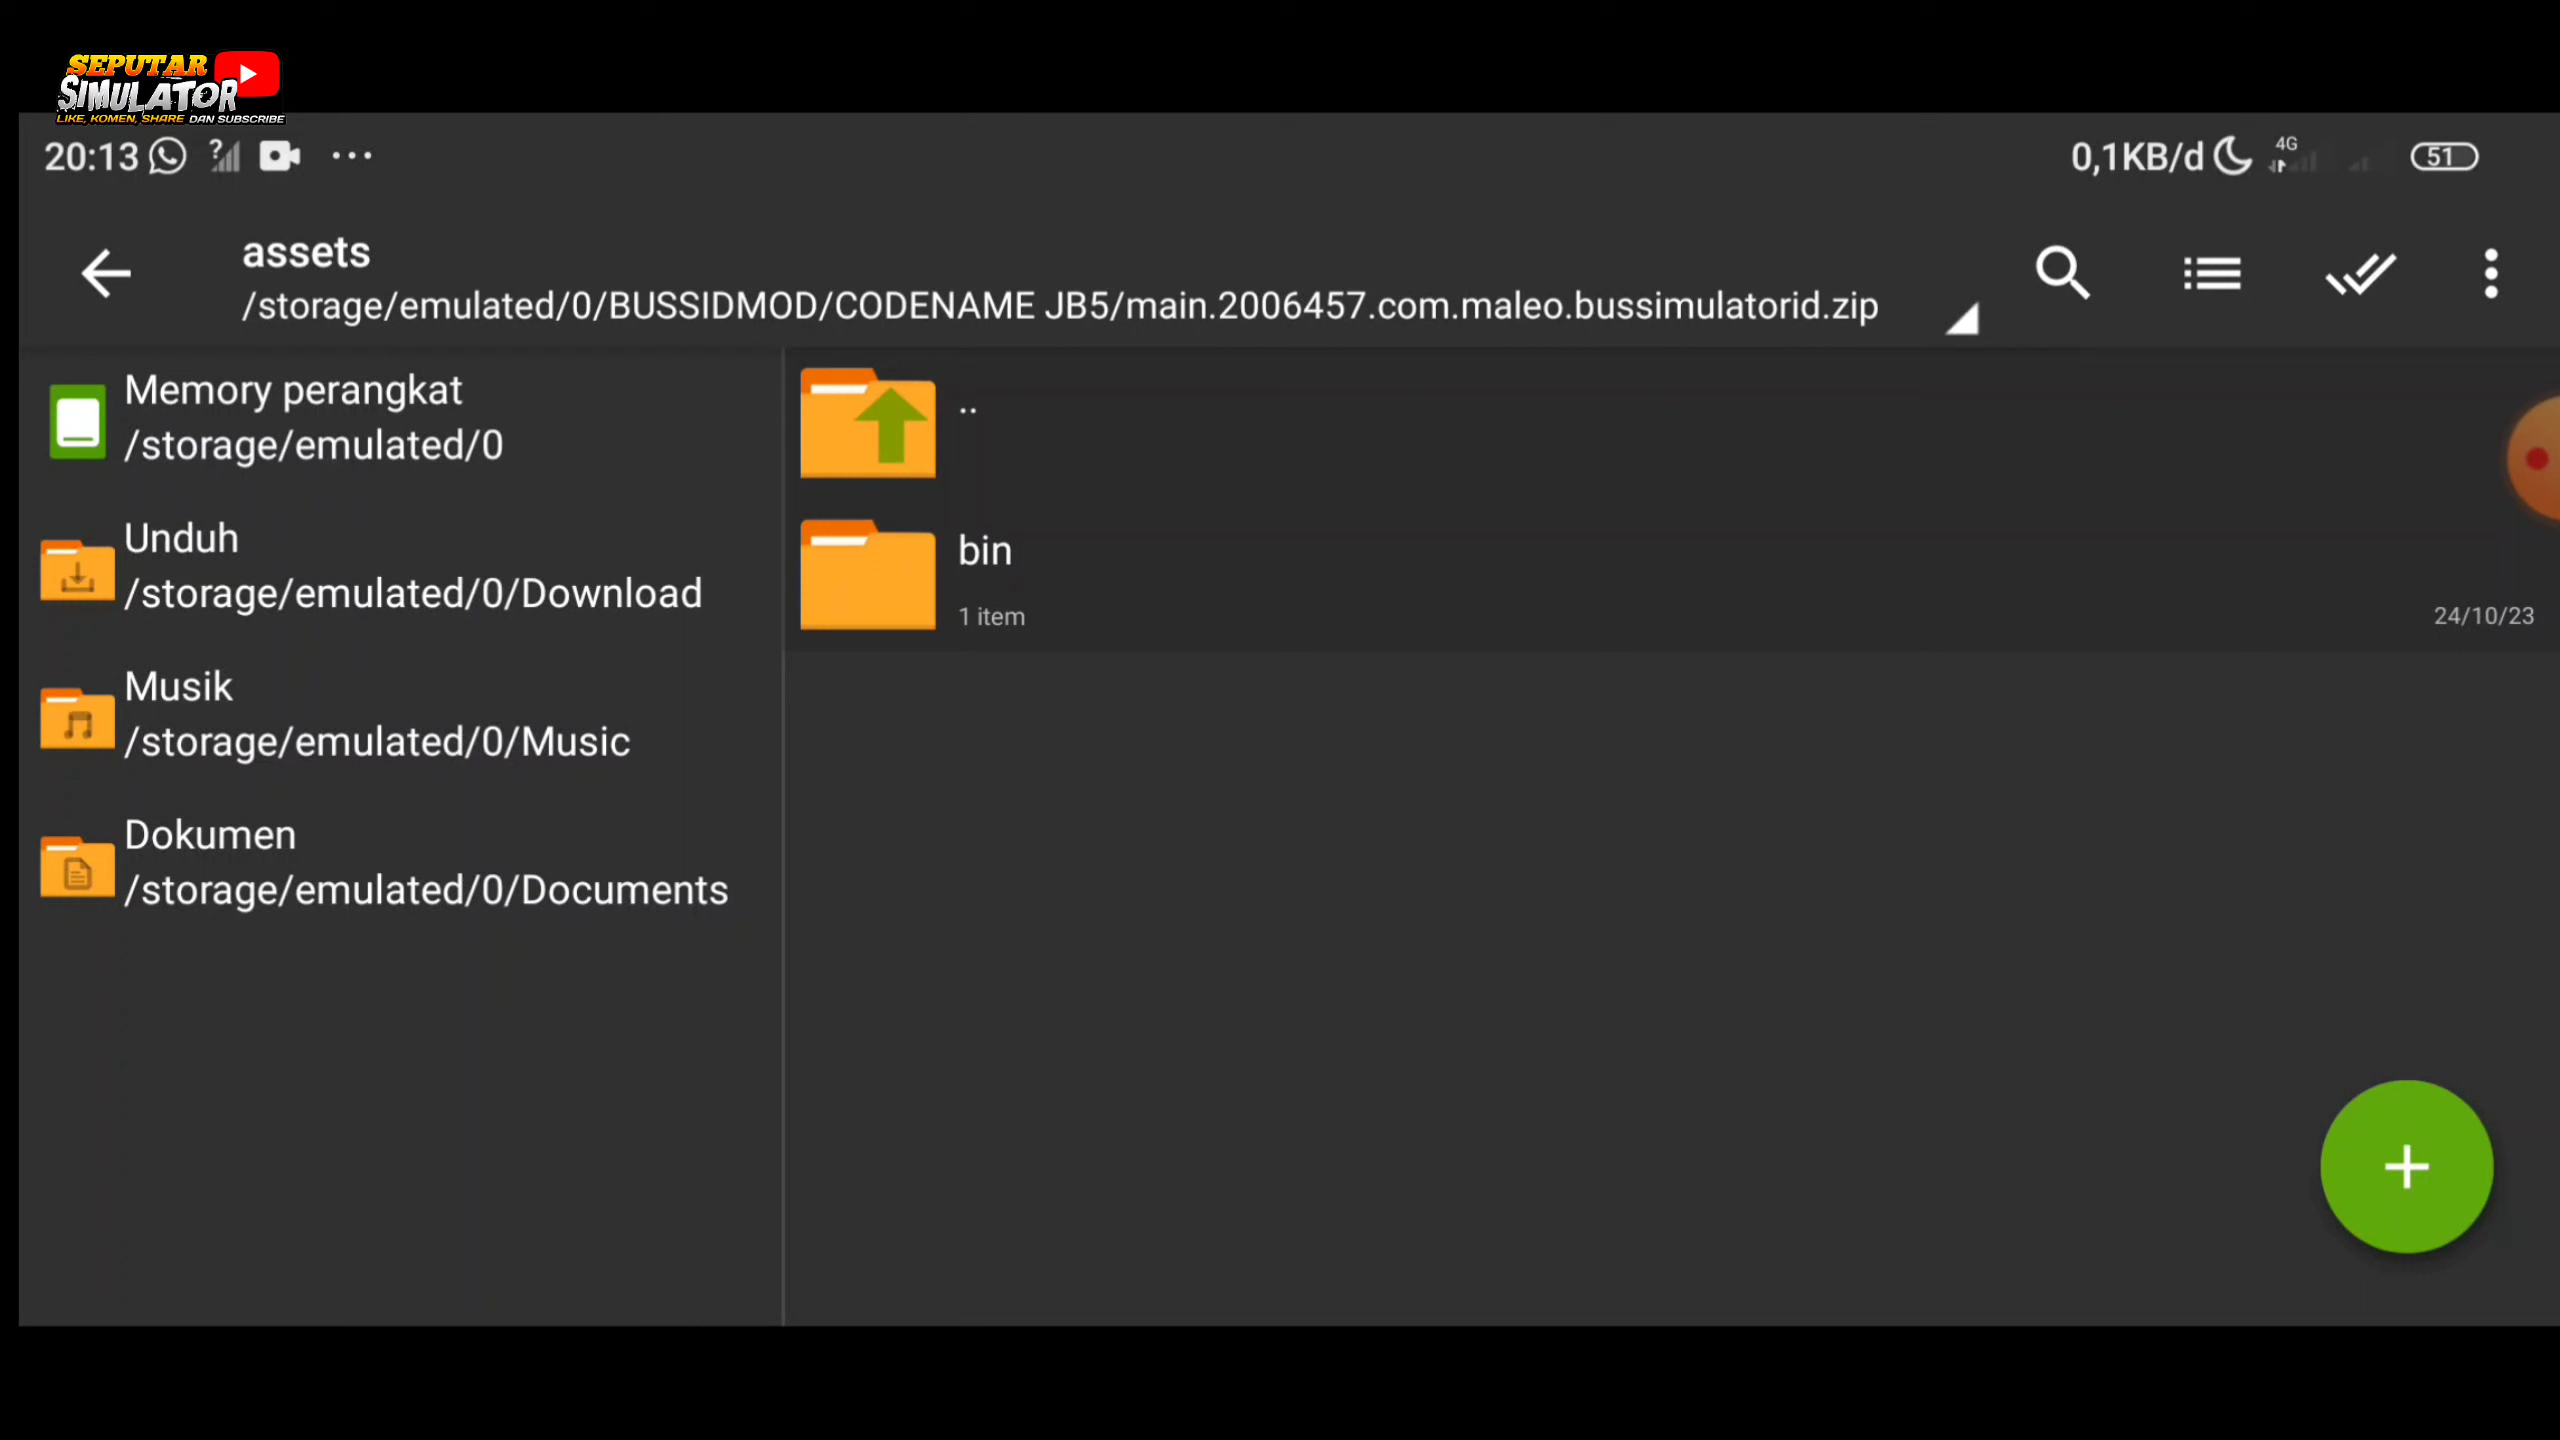 SEPUTAR
SIMULATOR
LIKE, KOMEN, SHARE DAN SUBSCRIBE
20:13
0,1KB/d
4G
51
assets
/storage/emulated/0/BUSSIDMOD/CODENAME JB5/main.2006457.com.maleo.bussimulatorid.zip
Memory perangkat
/storage/emulated/0
Unduh
/storage/emulated/0/Download
Musik
/storage/emulated/0/Music
Dokumen
/storage/emulated/0/Documents
..
bin
1 item
24/10/23